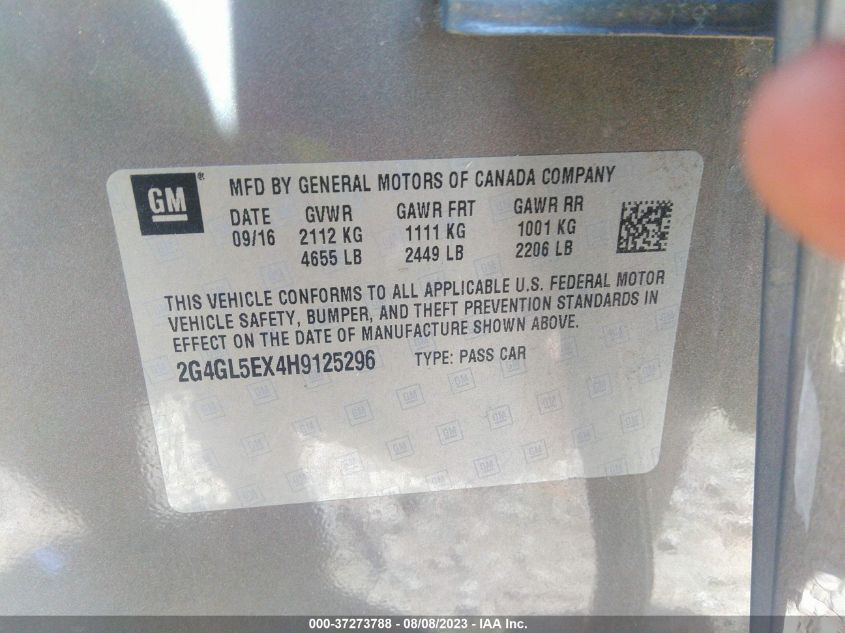 GM ® MFD BY GENERAL MOTORS OF CANADA COMPANY
DATE GVWR GAWR FRT GAWR RR
09/16 2112 KG 1111 KG 1001 KG
4655 LB 2449 LB 2206 LB
THIS VEHICLE CONFORMS TO ALL APPLICABLE U.S. FEDERAL MOTOR
VEHICLE SAFETY, BUMPER, AND THEFT PREVENTION STANDARDS IN
EFFECT ON THE DATE OF MANUFACTURE SHOWN ABOVE.
2G4GL5EX4H9125296 TYPE: PASS CAR
000-37273788 - 08/08/2023 - IAA Inc.